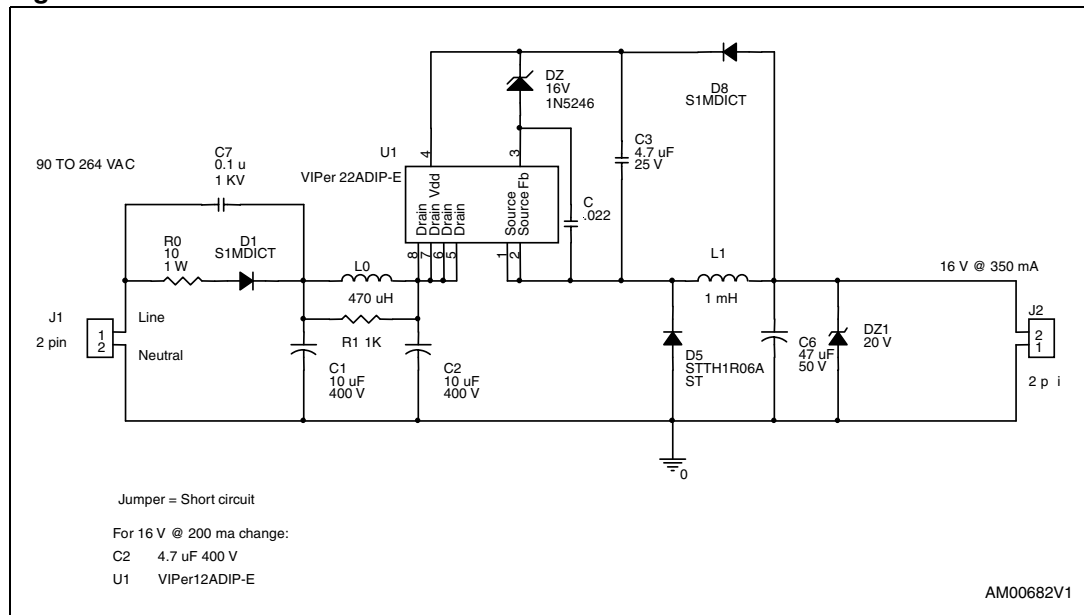 90 TO 264 VAC
C7
0.1 u
1 KV
R0
10
1 W
D1
S1MDICT
J1
2 pin
1
2
Line
Neutral
L0
470 uH
R1 1K
C1
10 uF
400 V
C2
10 uF
400 V
U1
VIPer 22ADIP-E
4
3
Drain
Drain Vdd
Drain
Drain
Source
Source Fb
8
7
6
5
1
2
DZ
16V
1N5246
C
.022
C3
4.7 uF
25 V
D8
S1MDICT
L1
1 mH
D5
STTH1R06A
ST
C6
47 uF
50 V
DZ1
20 V
16 V @ 350 mA
J2
2
1
2 p i
0
Jumper = Short circuit
For 16 V @ 200 ma change:
C2 4.7 uF 400 V
U1 VIPer12ADIP-E
AM00682V1